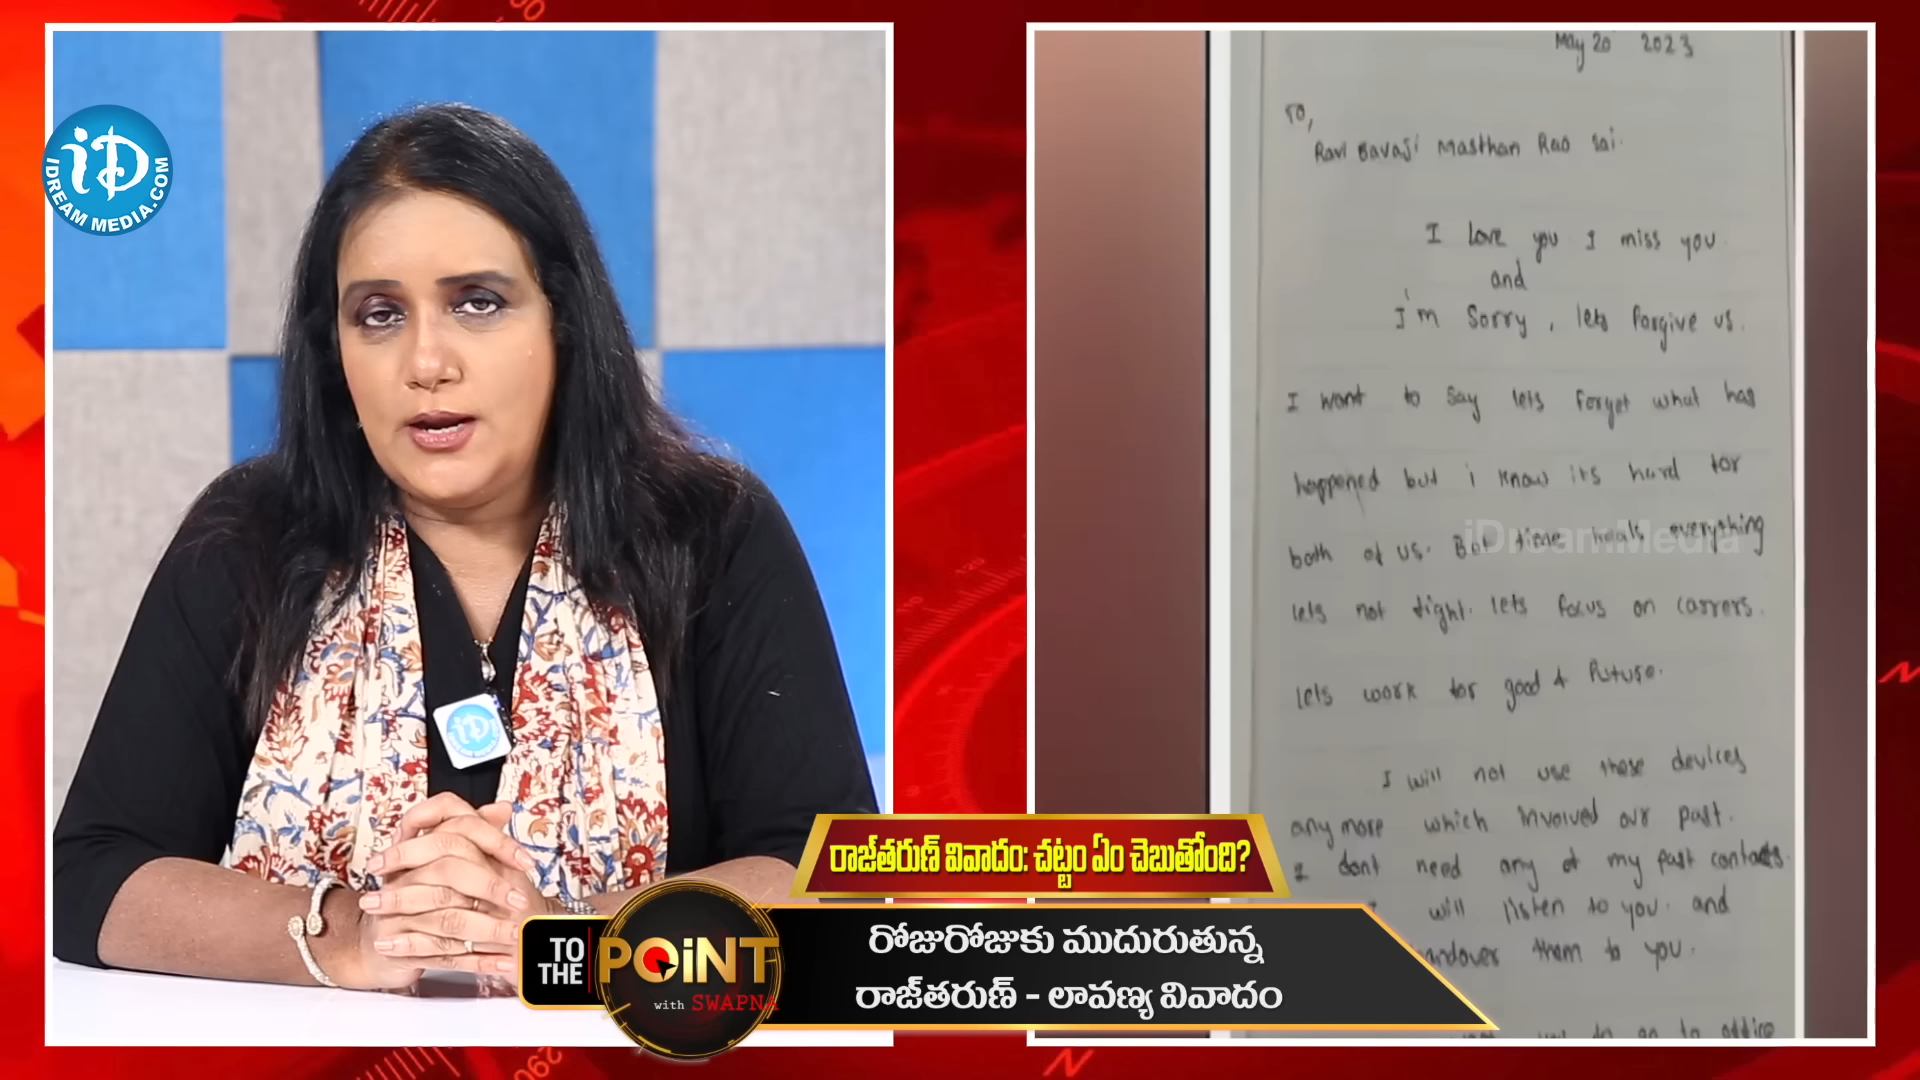 iD
IDREAM MEDIA.COM
May 20 2023
TO,
Ravi Bavaji Masthan Rao Sai.
I love you I miss you
and
I'm Sorry, lets forgive us.
I want to say lets forget what has
happened but i know its hard for
both of us. But time heals everything
iDreamMedia
lets not fight. lets focus on carrers.
lets work for good & future.
I will not use these devices
any more which involved our past.
I dont need any of my past contacts.
I will listen to you. and
andover them to you.
రాజ్‌తరుణ్ వివాదం: చట్టం ఏం చెబుతోంది?
TO THE POiNT
with SWAPNA
రోజురోజుకు ముదురుతున్న
రాజ్‌తరుణ్ - లావణ్య వివాదం